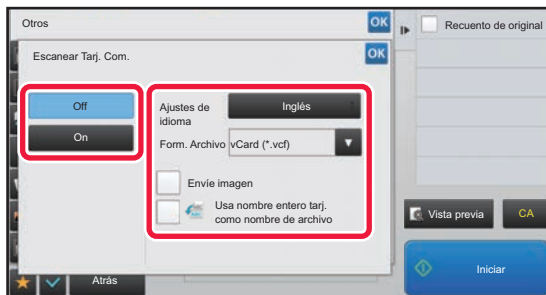 Otros
OK
Recuento de original
Escanear Tarj. Com.
OK
Off
On
Ajustes de
idioma
Inglés
Form. Archivo
vCard (*.vcf)
Envíe imagen
Usa nombre entero tarj.
como nombre de archivo
Vista previa
CA
Atrás
Iniciar